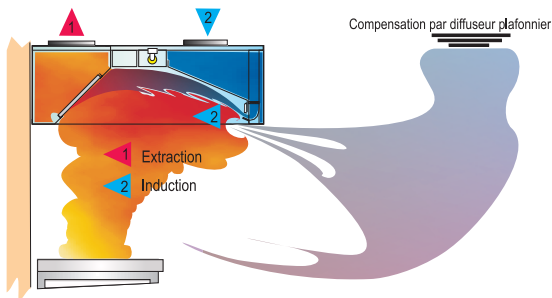 1
2
Compensation par diffuseur plafonnier
2
1 Extraction
2 Induction